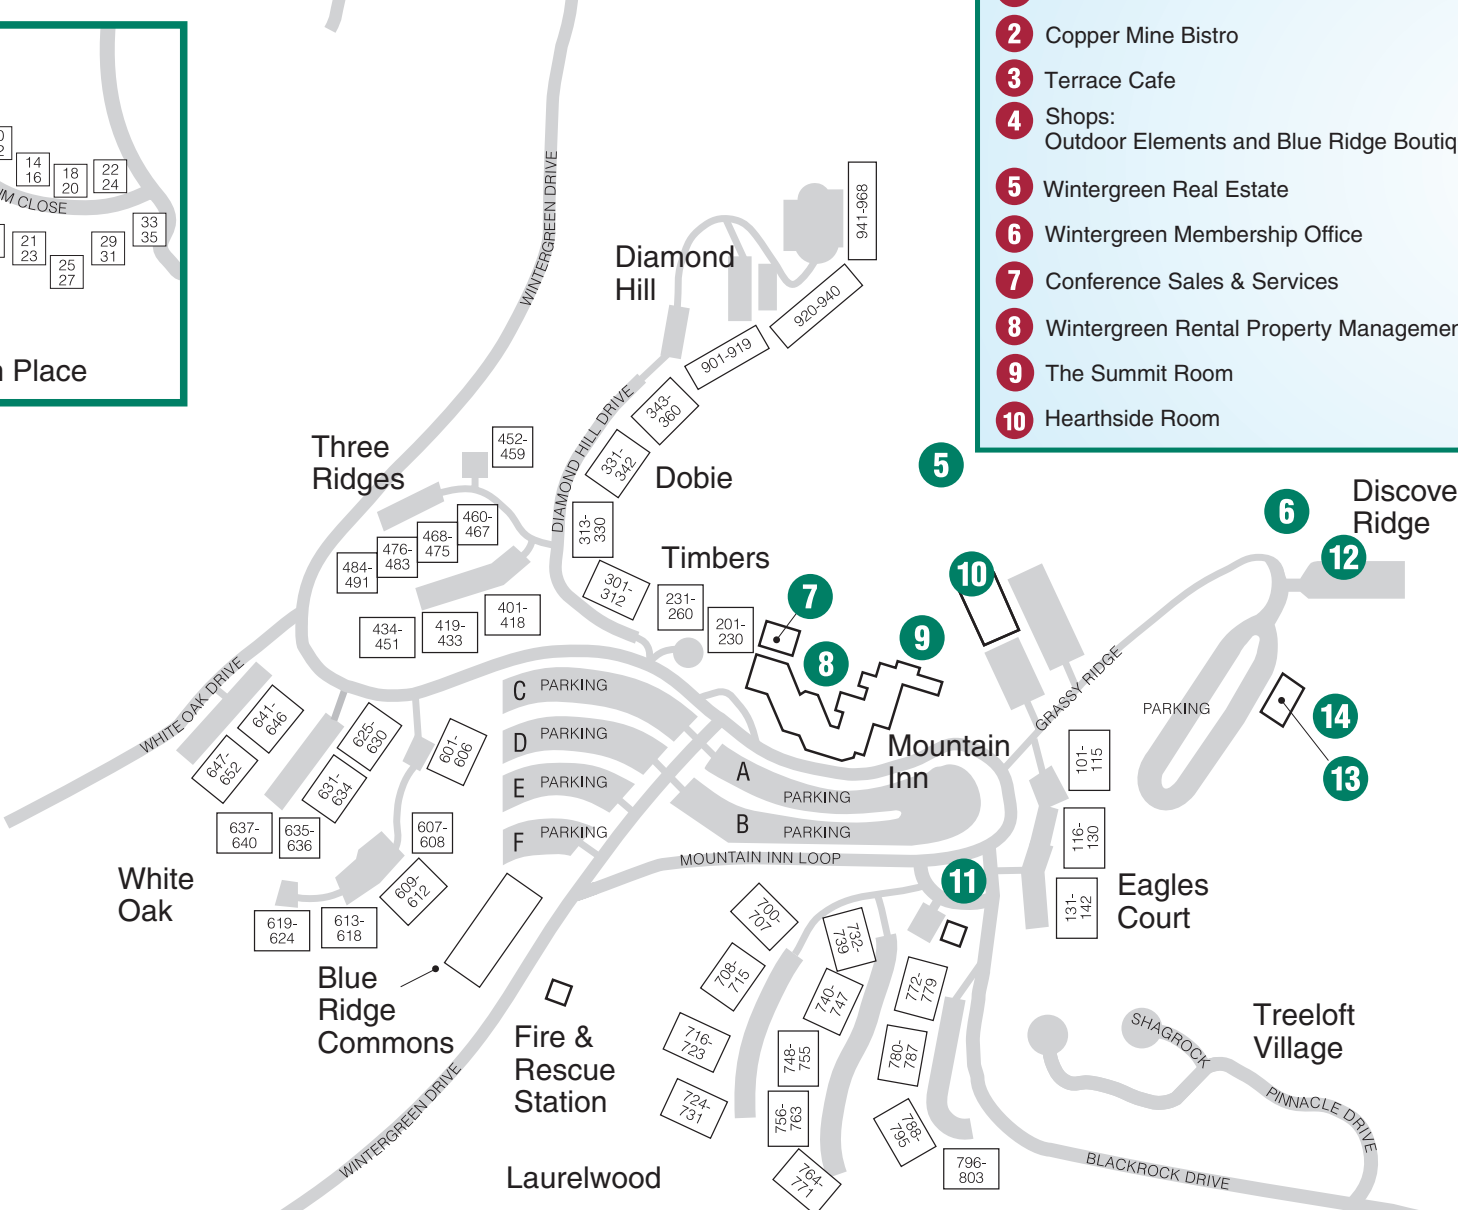 2
Copper Mine Bistro
3
Terrace Cafe
4
Shops:
Outdoor Elements and Blue Ridge Boutiq
5
Wintergreen Real Estate
6
Wintergreen Membership Office
7
Conference Sales & Services
8
Wintergreen Rental Property Managemen
9
The Summit Room
10
Hearthside Room
14
16
18
20
22
24
UM CLOSE
33
35
21
23
25
27
29
31
n Place
WINTERGREEN DRIVE
Diamond
Hill
941-968
920-940
901-919
343-
360
DIAMOND HILL DRIVE
331-
342
Dobie
313-
330
Three
Ridges
452-
459
460-
467
468-
475
476-
483
484-
491
5
6
Discove
Ridge
12
Timbers
301-
312
231-
260
201-
230
7
8
9
10
401-
418
419-
433
434-
451
WHITE OAK DRIVE
C PARKING
D PARKING
E PARKING
F PARKING
A
PARKING
B
PARKING
Mountain
Inn
GRASSY RIDGE
PARKING
14
13
641-
646
647-
652
625-
630
631-
634
601-
606
637-
640
635-
636
607-
608
609-
612
White
Oak
619-
624
613-
618
MOUNTAIN INN LOOP
11
101-
115
116-
130
131-
142
Eagles
Court
Blue
Ridge
Commons
Fire &
Rescue
Station
700-
707
708-
715
716-
723
724-
731
732-
739
740-
747
748-
755
756-
763
764-
771
772-
779
780-
787
788-
795
796-
803
Laurelwood
WINTERGREEN DRIVE
Treeloft
Village
SHAGROCK
PINNACLE DRIVE
BLACKROCK DRIVE